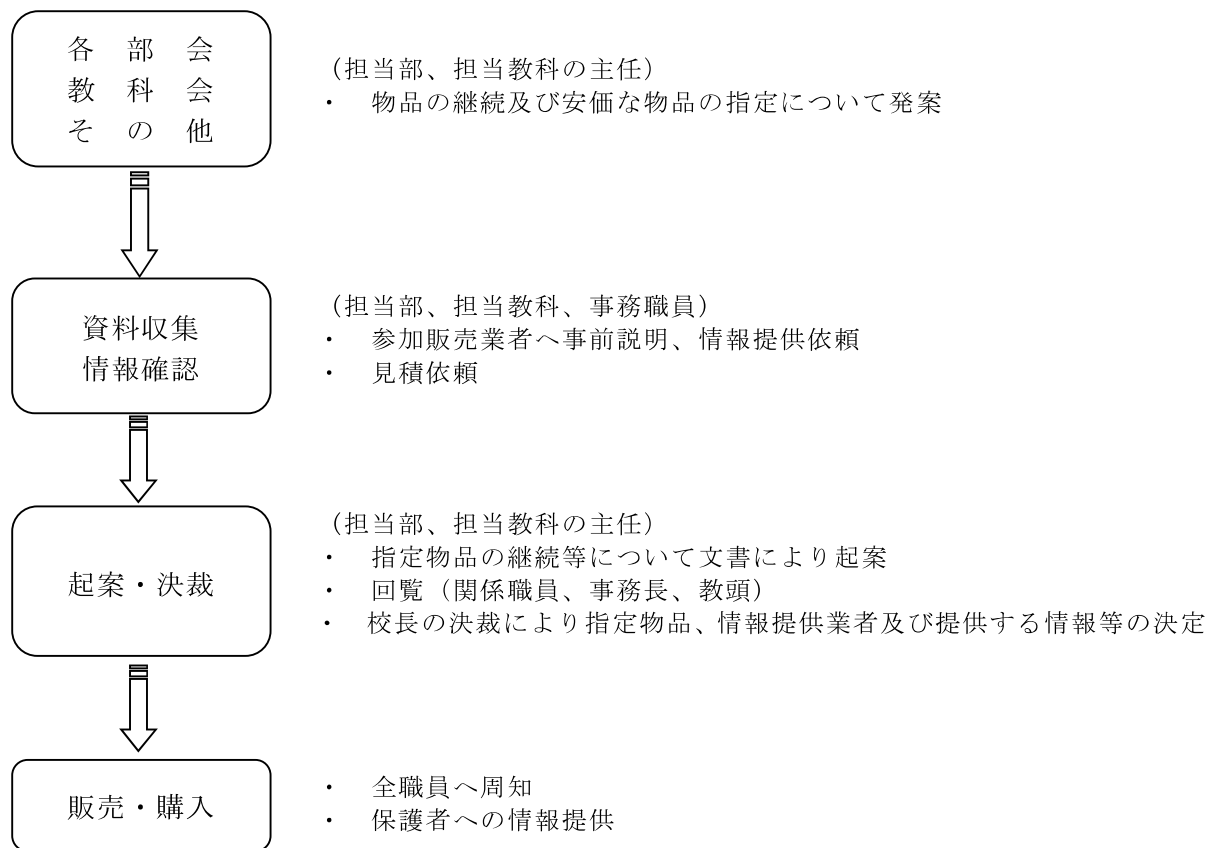 各　部　会
教　科　会
そ　の　他
（担当部、担当教科の主任）
・　物品の継続及び安価な物品の指定について発案
資料収集
情報確認
（担当部、担当教科、事務職員）
・　参加販売業者へ事前説明、情報提供依頼
・　見積依頼
起案・決裁
（担当部、担当教科の主任）
・　指定物品の継続等について文書により起案
・　回覧（関係職員、事務長、教頭）
・　校長の決裁により指定物品、情報提供業者及び提供する情報等の決定
販売・購入
・　全職員へ周知
・　保護者への情報提供